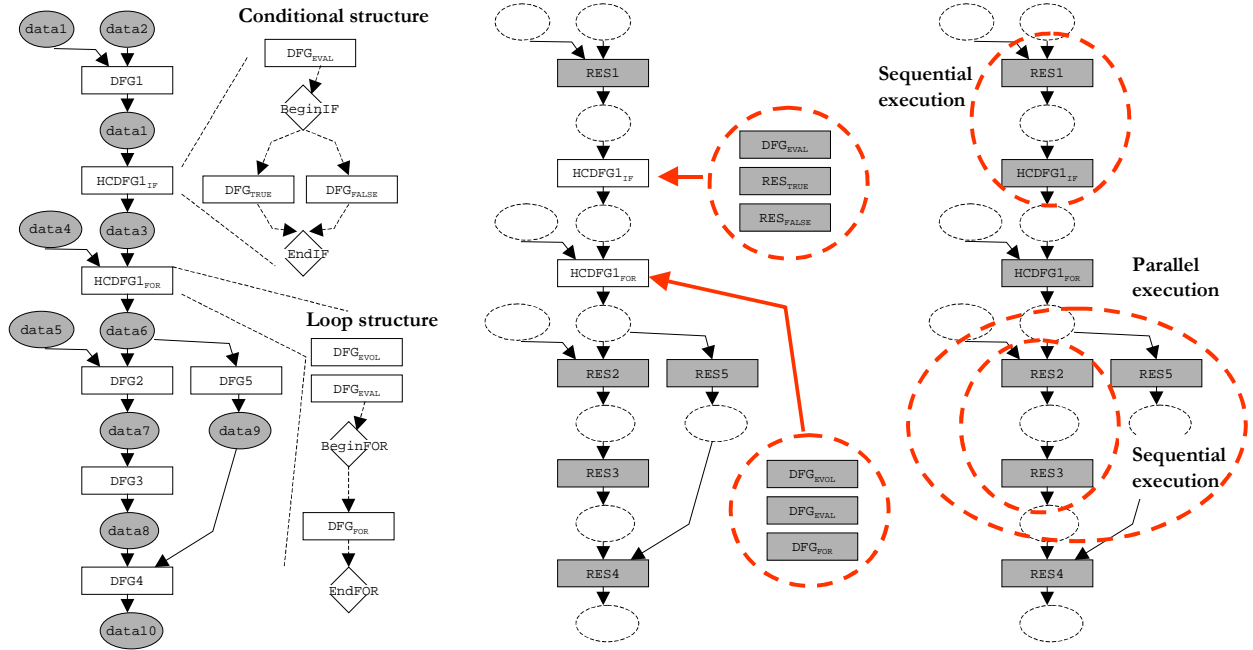 data1
data2
DFG1
data1
HCDFG1IF
data4
data3
HCDFG1FOR
data5
data6
DFG2
DFG5
data7
data9
DFG3
data8
DFG4
data10
Conditional structure
DFGEVAL
BeginIF
DFGTRUE
DFGFALSE
EndIF
Loop structure
DFGEVOL
DFGEVAL
BeginFOR
DFGFOR
EndFOR
RES1
HCDFG1IF
HCDFG1FOR
RES2
RES5
RES3
RES4
DFGEVAL
RESTRUE
RESFALSE
DFGEVOL
DFGEVAL
DFGFOR
Sequential
execution
RES1
HCDFG1IF
HCDFG1FOR
Parallel
execution
RES2
RES5
RES3
Sequential
execution
RES4